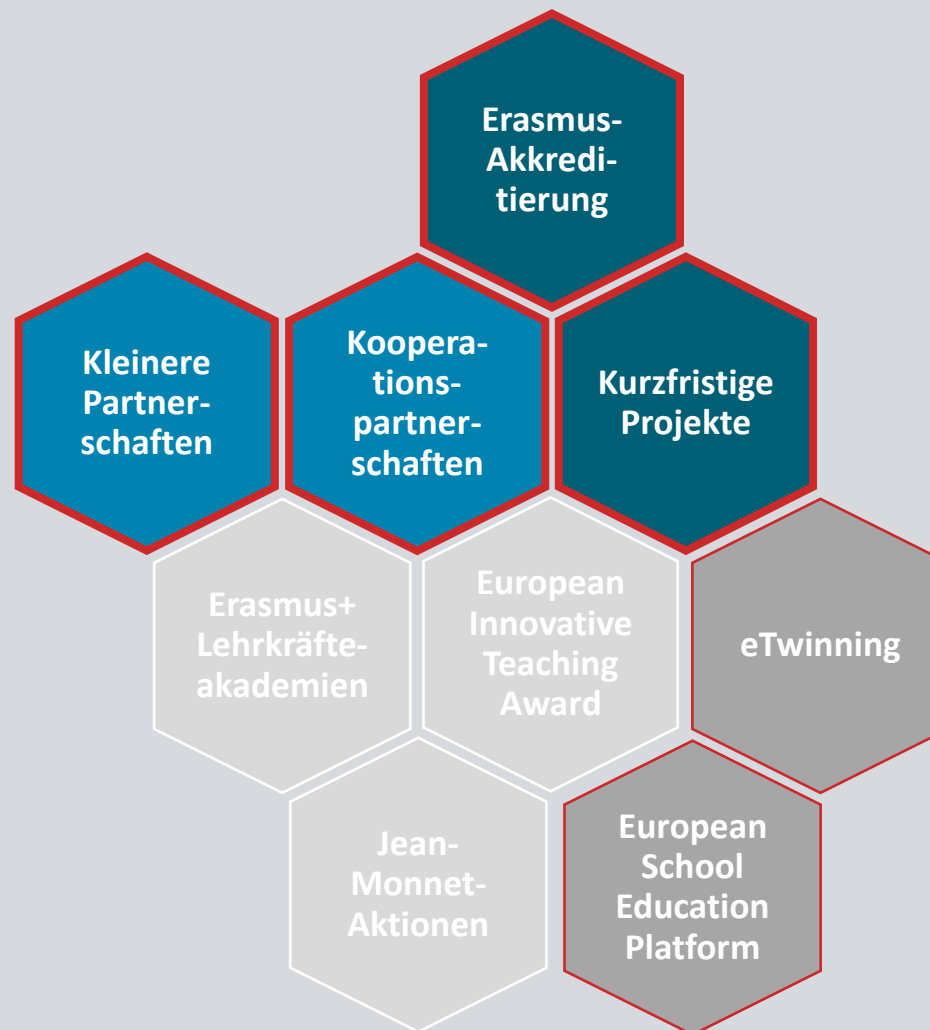 Erasmus-
Akkredi-
tierung
Kleinere
Partner-
schaften
Koopera-
tions-
partner-
schaften
Kurzfristige
Projekte
Erasmus+
Lehrkräfte-
akademien
European
Innovative
Teaching
Award
eTwinning
Jean-
Monnet-
Aktionen
European
School
Education
Platform